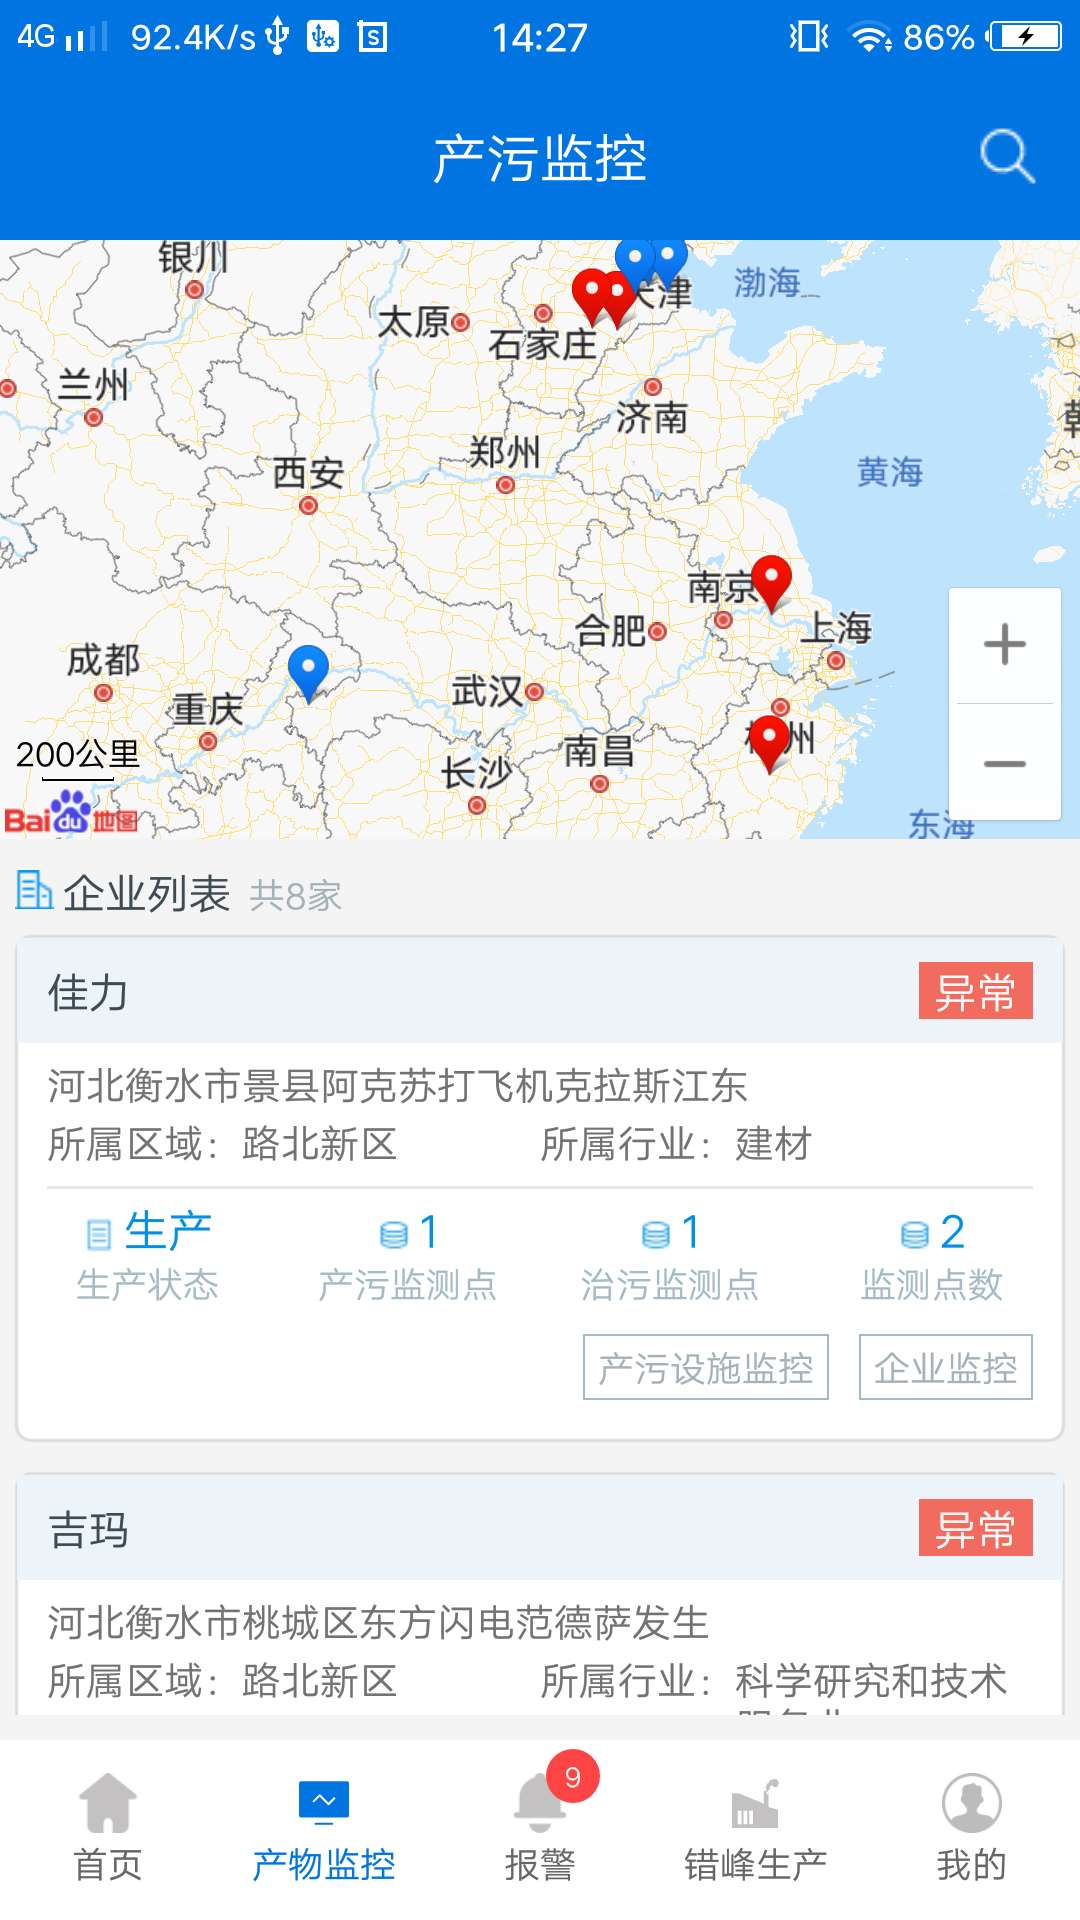 4G 92.4K/s 14:27 86%
产污监控
银川
渤海
天津
太原
石家庄
兰州
济南
郑州
西安
黄海
南京
合肥
上海
成都
武汉
重庆
200公里
南昌
长沙
Baidu地图
东海
企业列表 共8家
佳力 异常
河北衡水市景县阿克苏打飞机克拉斯江东
所属区域：路北新区 所属行业：建材
生产 1 1 2
生产状态 产污监测点 治污监测点 监测点数
产污设施监控 企业监控
吉玛 异常
河北衡水市桃城区东方闪电范德萨发生
所属区域：路北新区 所属行业：科学研究和技术
9
首页 产物监控 报警 错峰生产 我的